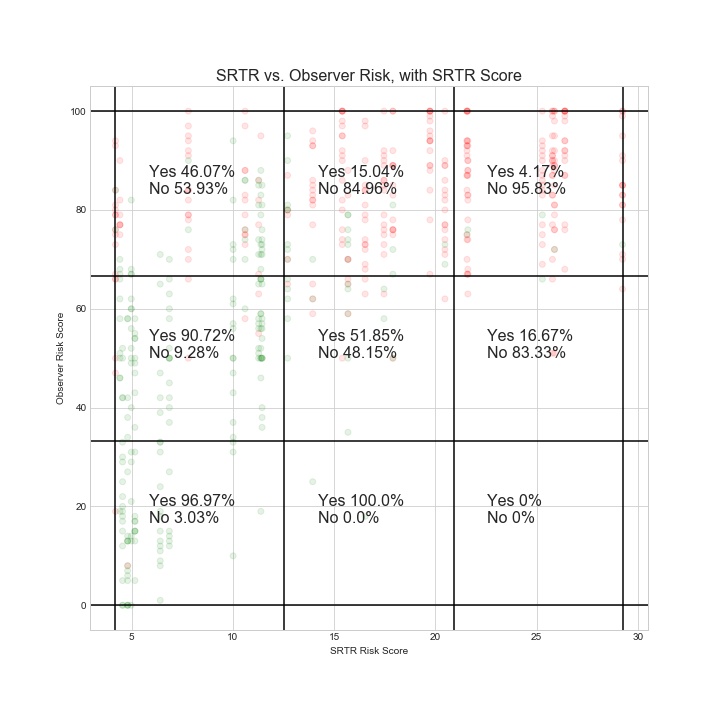 SRTR vs. Observer Risk, with SRTR Score
100
Yes 46.07%
No 53.93%
Yes 15.04%
No 84.96%
Yes 4.17%
No 95.83%
80
60
Yes 90.72%
No 9.28%
Yes 51.85%
No 48.15%
Yes 16.67%
No 83.33%
Observer Risk Score
40
20
Yes 96.97%
No 3.03%
Yes 100.0%
No 0.0%
Yes 0%
No 0%
0
5
10
15
20
25
30
SRTR Risk Score